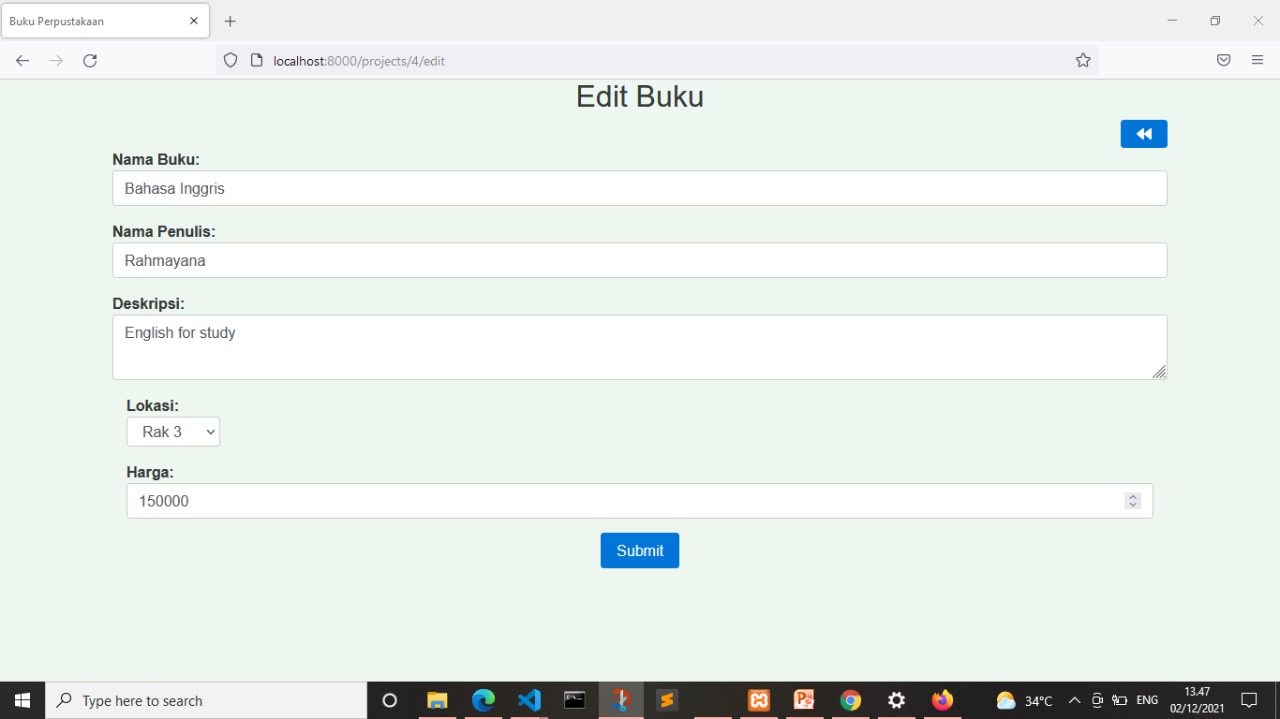 Buku Perpustakaan
localhost:8000/projects/4/edit
Edit Buku
Nama Buku:
Bahasa Inggris
Nama Penulis:
Rahmayana
Deskripsi:
English for study
Lokasi:
Rak 3
Harga:
150000
Submit
Type here to search
34°C
ENG
13.47
02/12/2021